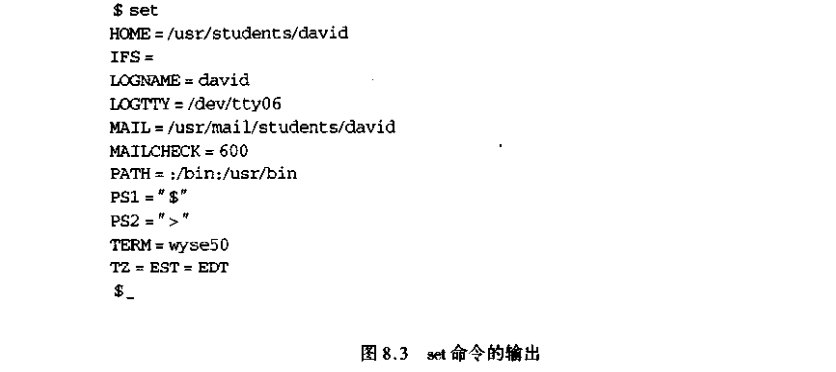 $ set
HOME = /usr/students/david
IFS =
LOGNAME = david
LOGTTY = /dev/tty06
MAIL = /usr/mail/students/david
MAILCHECK = 600
PATH = :/bin:/usr/bin
PS1 = "$"
PS2 = ">"
TERM = wyse50
TZ = EST = EDT
$_
图 8.3 set 命令的输出